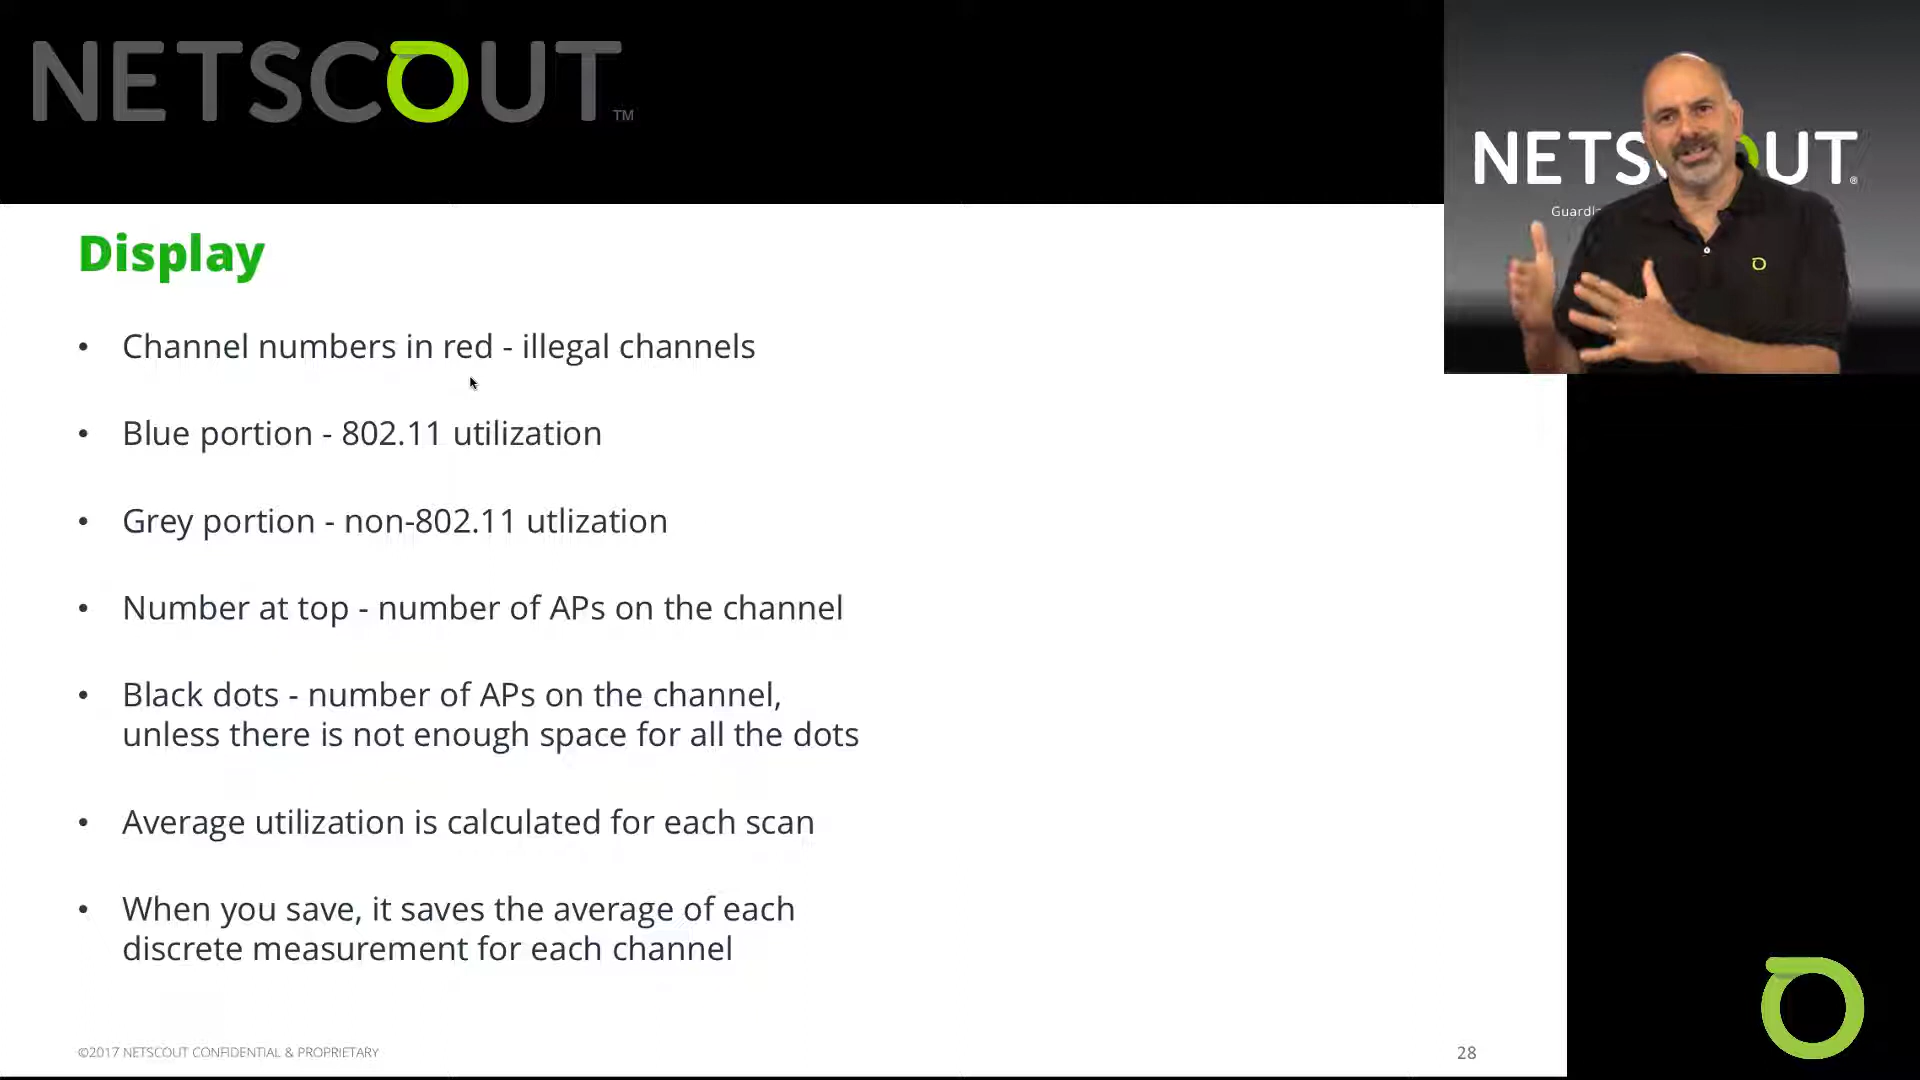 NETSCOUT™
NETSCOUT®
Guardi
Display
• Channel numbers in red - illegal channels
• Blue portion - 802.11 utilization
• Grey portion - non-802.11 utlization
• Number at top - number of APs on the channel
• Black dots - number of APs on the channel,
unless there is not enough space for all the dots
• Average utilization is calculated for each scan
• When you save, it saves the average of each
discrete measurement for each channel
©2017 NETSCOUT CONFIDENTIAL & PROPRIETARY
28